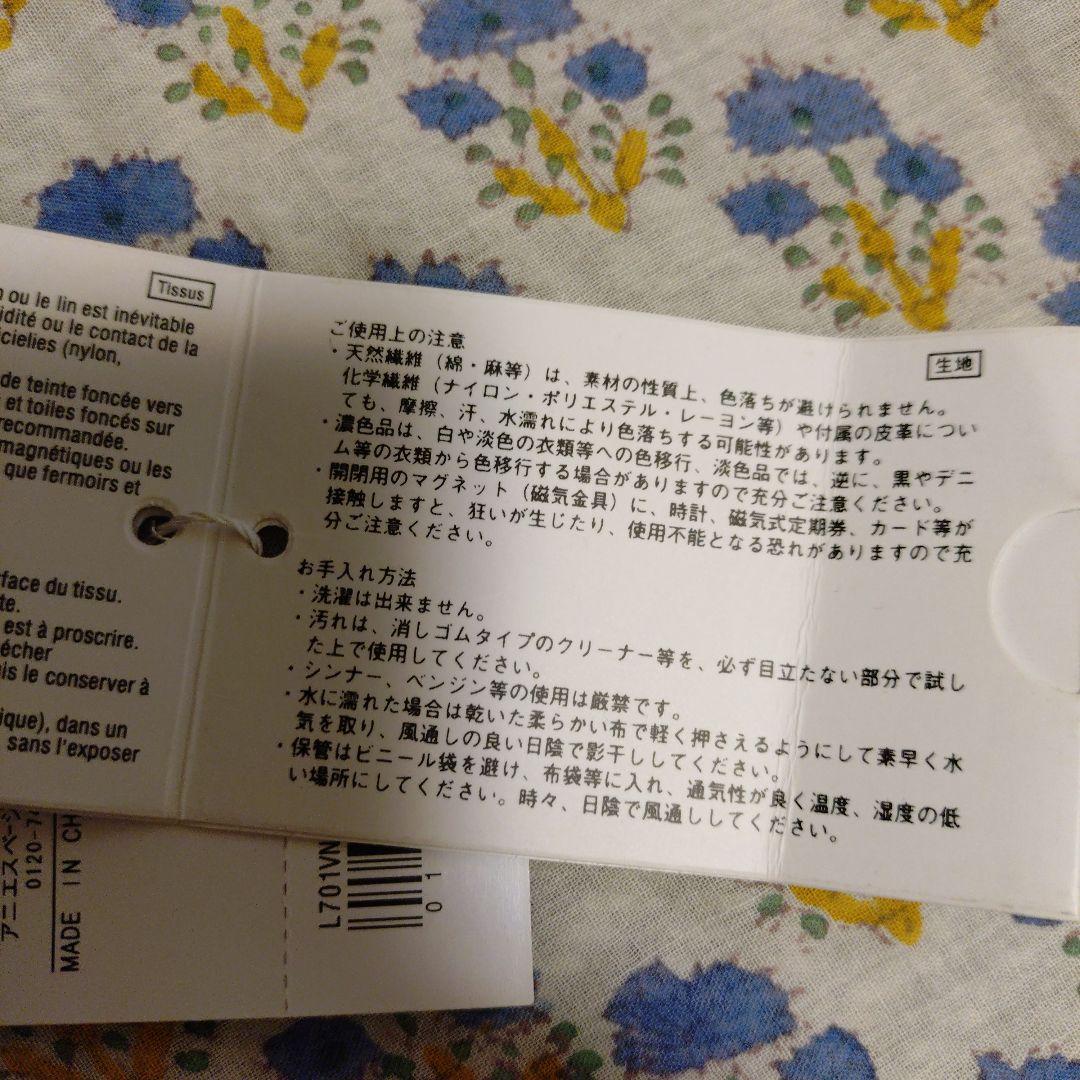 Tissus
n ou le lin est inévitable
idité ou le contact de la
icielies (nylon,
de teinte foncée vers
et toiles foncés sur
recommandée.
magnétiques ou les
que fermoirs et
rface du tissu.
te.
est à proscrire.
écher
is le conserver à
ique), dans un
sans l'exposer
生地
ご使用上の注意
・天然繊維（綿・麻等）は、素材の性質上、色落ちが避けられません。
化学繊維（ナイロン・ポリエステル・レーヨン等）や付属の皮革につい
ても、摩擦、汗、水濡れにより色落ちする可能性があります。
・濃色品は、白や淡色の衣類等への色移行、淡色品では、逆に、黒やデニ
ム等の衣類から色移行する場合がありますので充分ご注意ください。
・開閉用のマグネット（磁気金具）に、時計、磁気式定期券、カード等が
接触しますと、狂いが生じたり、使用不能となる恐れがありますので充
分ご注意ください。
お手入れ方法
・洗濯は出来ません。
・汚れは、消しゴムタイプのクリーナー等を、必ず目立たない部分で試し
た上で使用してください。
・シンナー、ベンジン等の使用は厳禁です。
・水に濡れた場合は乾いた柔らかい布で軽く押さえるようにして素早く水
気を取り、風通しの良い日陰で影干ししてください。
・保管はビニール袋を避け、布袋等に入れ、通気性が良く温度、湿度の低
い場所にしてください。時々、日陰で風通ししてください。
アニエスベー
0120-7
MADE IN CH
L701VN
01